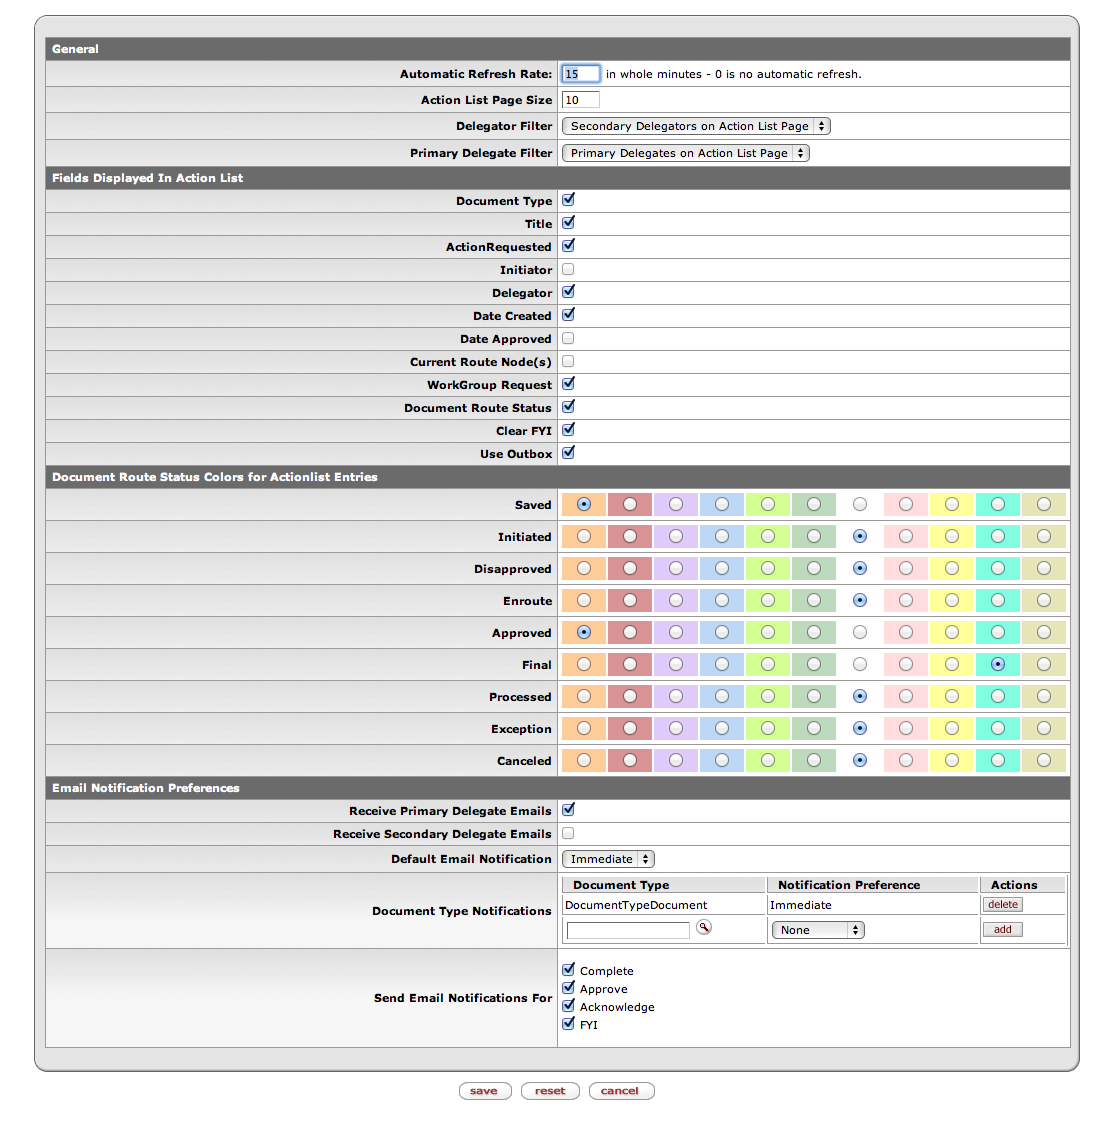 General
Automatic Refresh Rate: 15 in whole minutes - 0 is no automatic refresh.
Action List Page Size 10
Delegator Filter Secondary Delegators on Action List Page
Primary Delegate Filter Primary Delegates on Action List Page
Fields Displayed In Action List
Document Type
Title
ActionRequested
Initiator
Delegator
Date Created
Date Approved
Current Route Node(s)
WorkGroup Request
Document Route Status
Clear FYI
Use Outbox
Document Route Status Colors for Actionlist Entries
Saved
Initiated
Disapproved
Enroute
Approved
Final
Processed
Exception
Canceled
Email Notification Preferences
Receive Primary Delegate Emails
Receive Secondary Delegate Emails
Default Email Notification Immediate
Document Type Notifications
Document Type Notification Preference Actions
DocumentTypeDocument Immediate delete
None add
Send Email Notifications For
Complete
Approve
Acknowledge
FYI
save reset cancel